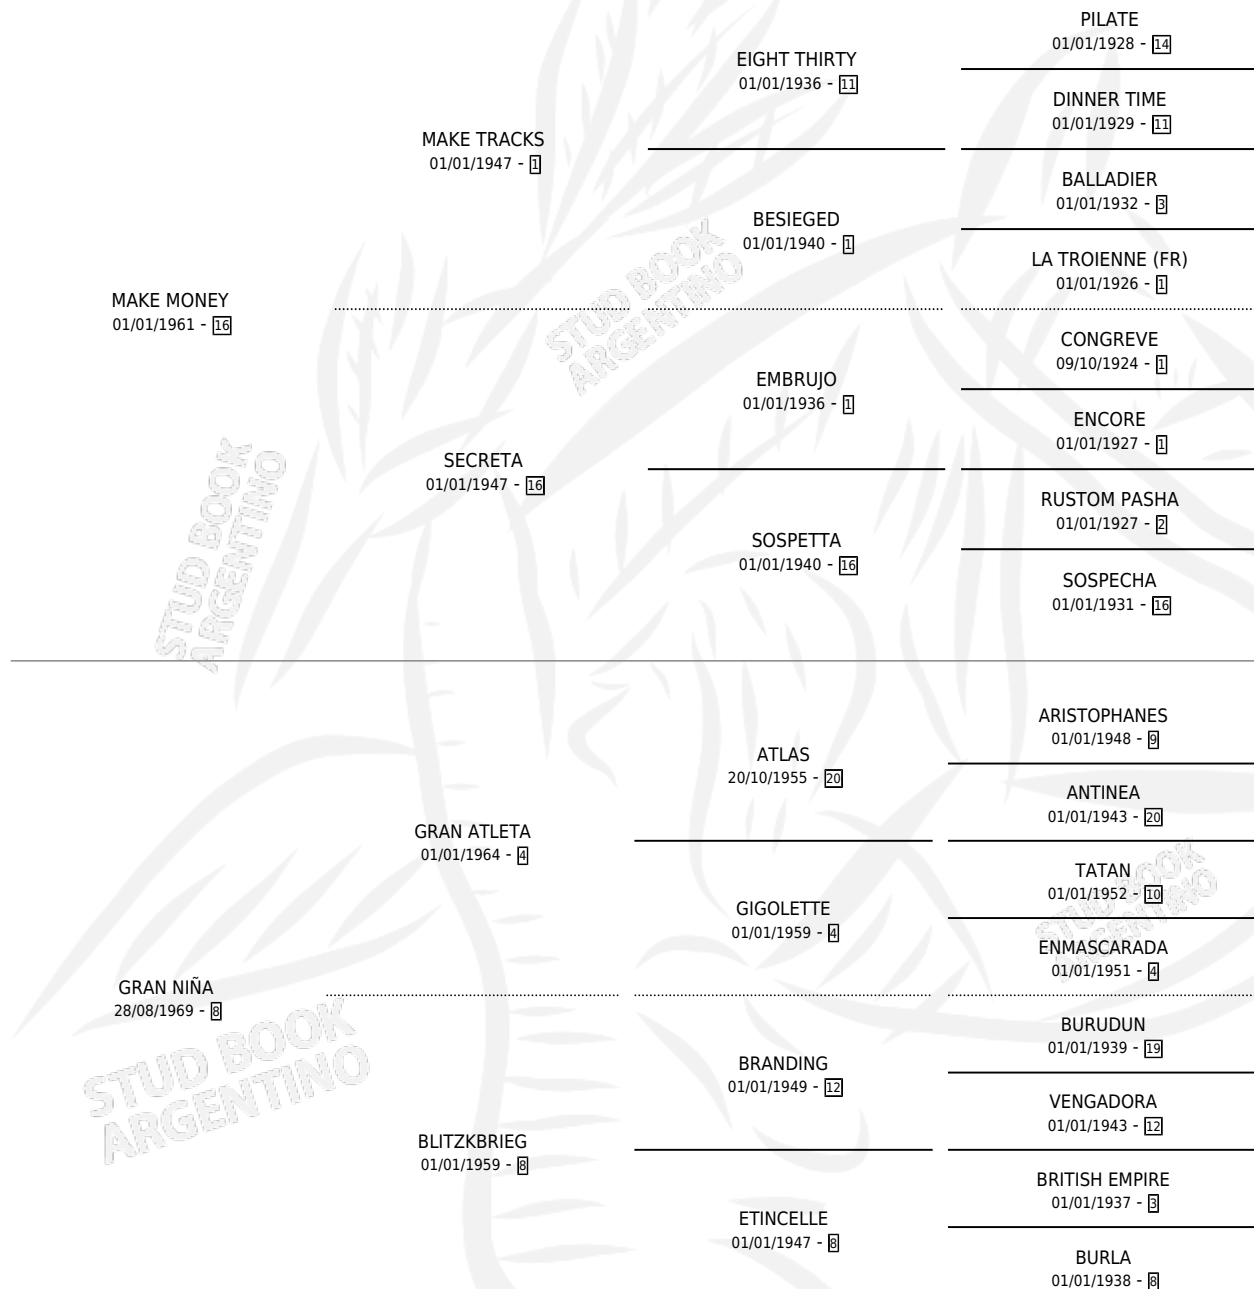 PILATE
01/01/1928 - 14
EIGHT THIRTY
01/01/1936 - 11
DINNER TIME
01/01/1929 - 11
MAKE TRACKS
01/01/1947 - 1
BALLADIER
01/01/1932 - 3
BESIEGED
01/01/1940 - 1
LA TROIENNE (FR)
01/01/1926 - 1
MAKE MONEY
01/01/1961 - 16
STUD BOOK
ARGENTINO
CONGREVE
09/10/1924 - 1
EMBRUJO
01/01/1936 - 1
ENCORE
01/01/1927 - 1
SECRETA
01/01/1947 - 16
RUSTOM PASHA
01/01/1927 - 2
SOSPETTA
01/01/1940 - 16
SOSPECHA
01/01/1931 - 16
STUD BOOK
ARGENTINO
ARISTOPHANES
01/01/1948 - 9
ATLAS
20/10/1955 - 20
ANTINEA
01/01/1943 - 20
GRAN ATLETA
01/01/1964 - 4
TATAN
01/01/1952 - 10
GIGOLETTE
01/01/1959 - 4
ENMASCARADA
01/01/1951 - 4
STUD BOOK
ARGENTINO
GRAN NIÑA
28/08/1969 - 8
BURUDUN
01/01/1939 - 19
BRANDING
01/01/1949 - 12
VENGADORA
01/01/1943 - 12
STUD BOOK
ARGENTINO
BLITZKBRIEG
01/01/1959 - 8
BRITISH EMPIRE
01/01/1937 - 3
ETINCELLE
01/01/1947 - 8
BURLA
01/01/1938 - 8